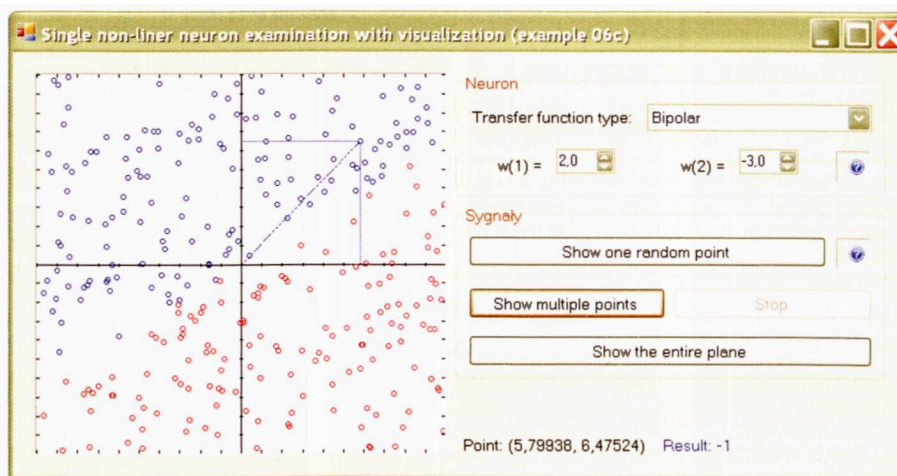 Single non-liner neuron examination with visualization (example 06c)
Neuron
Transfer function type: Bipolar
w(1) = 2,0 w(2) = -3,0
Sygnały
Show one random point
Show multiple points Stop
Show the entire plane
Point: (5,79938, 6,47524) Result: -1